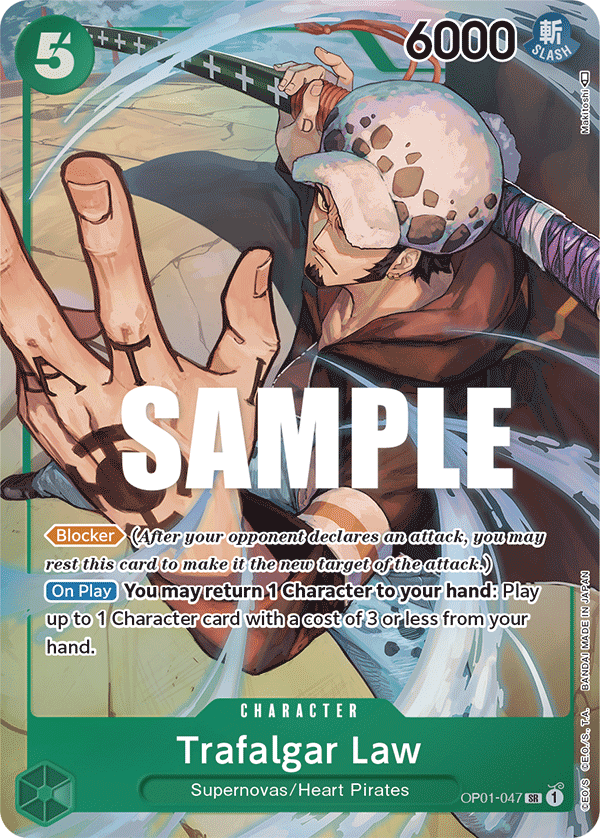 5
6000
斬
SLASH
Makitoshi
A T I
SAMPLE
Blocker (After your opponent declares an attack, you may
rest this card to make it the new target of the attack.)
On Play You may return 1 Character to your hand: Play
up to 1 Character card with a cost of 3 or less from your
hand.
CHARACTER
Trafalgar Law
Supernovas/Heart Pirates
OP01-047 SR 1
©E.O/S ©E.O./S., T.A. BANDAI MADE IN JAPAN